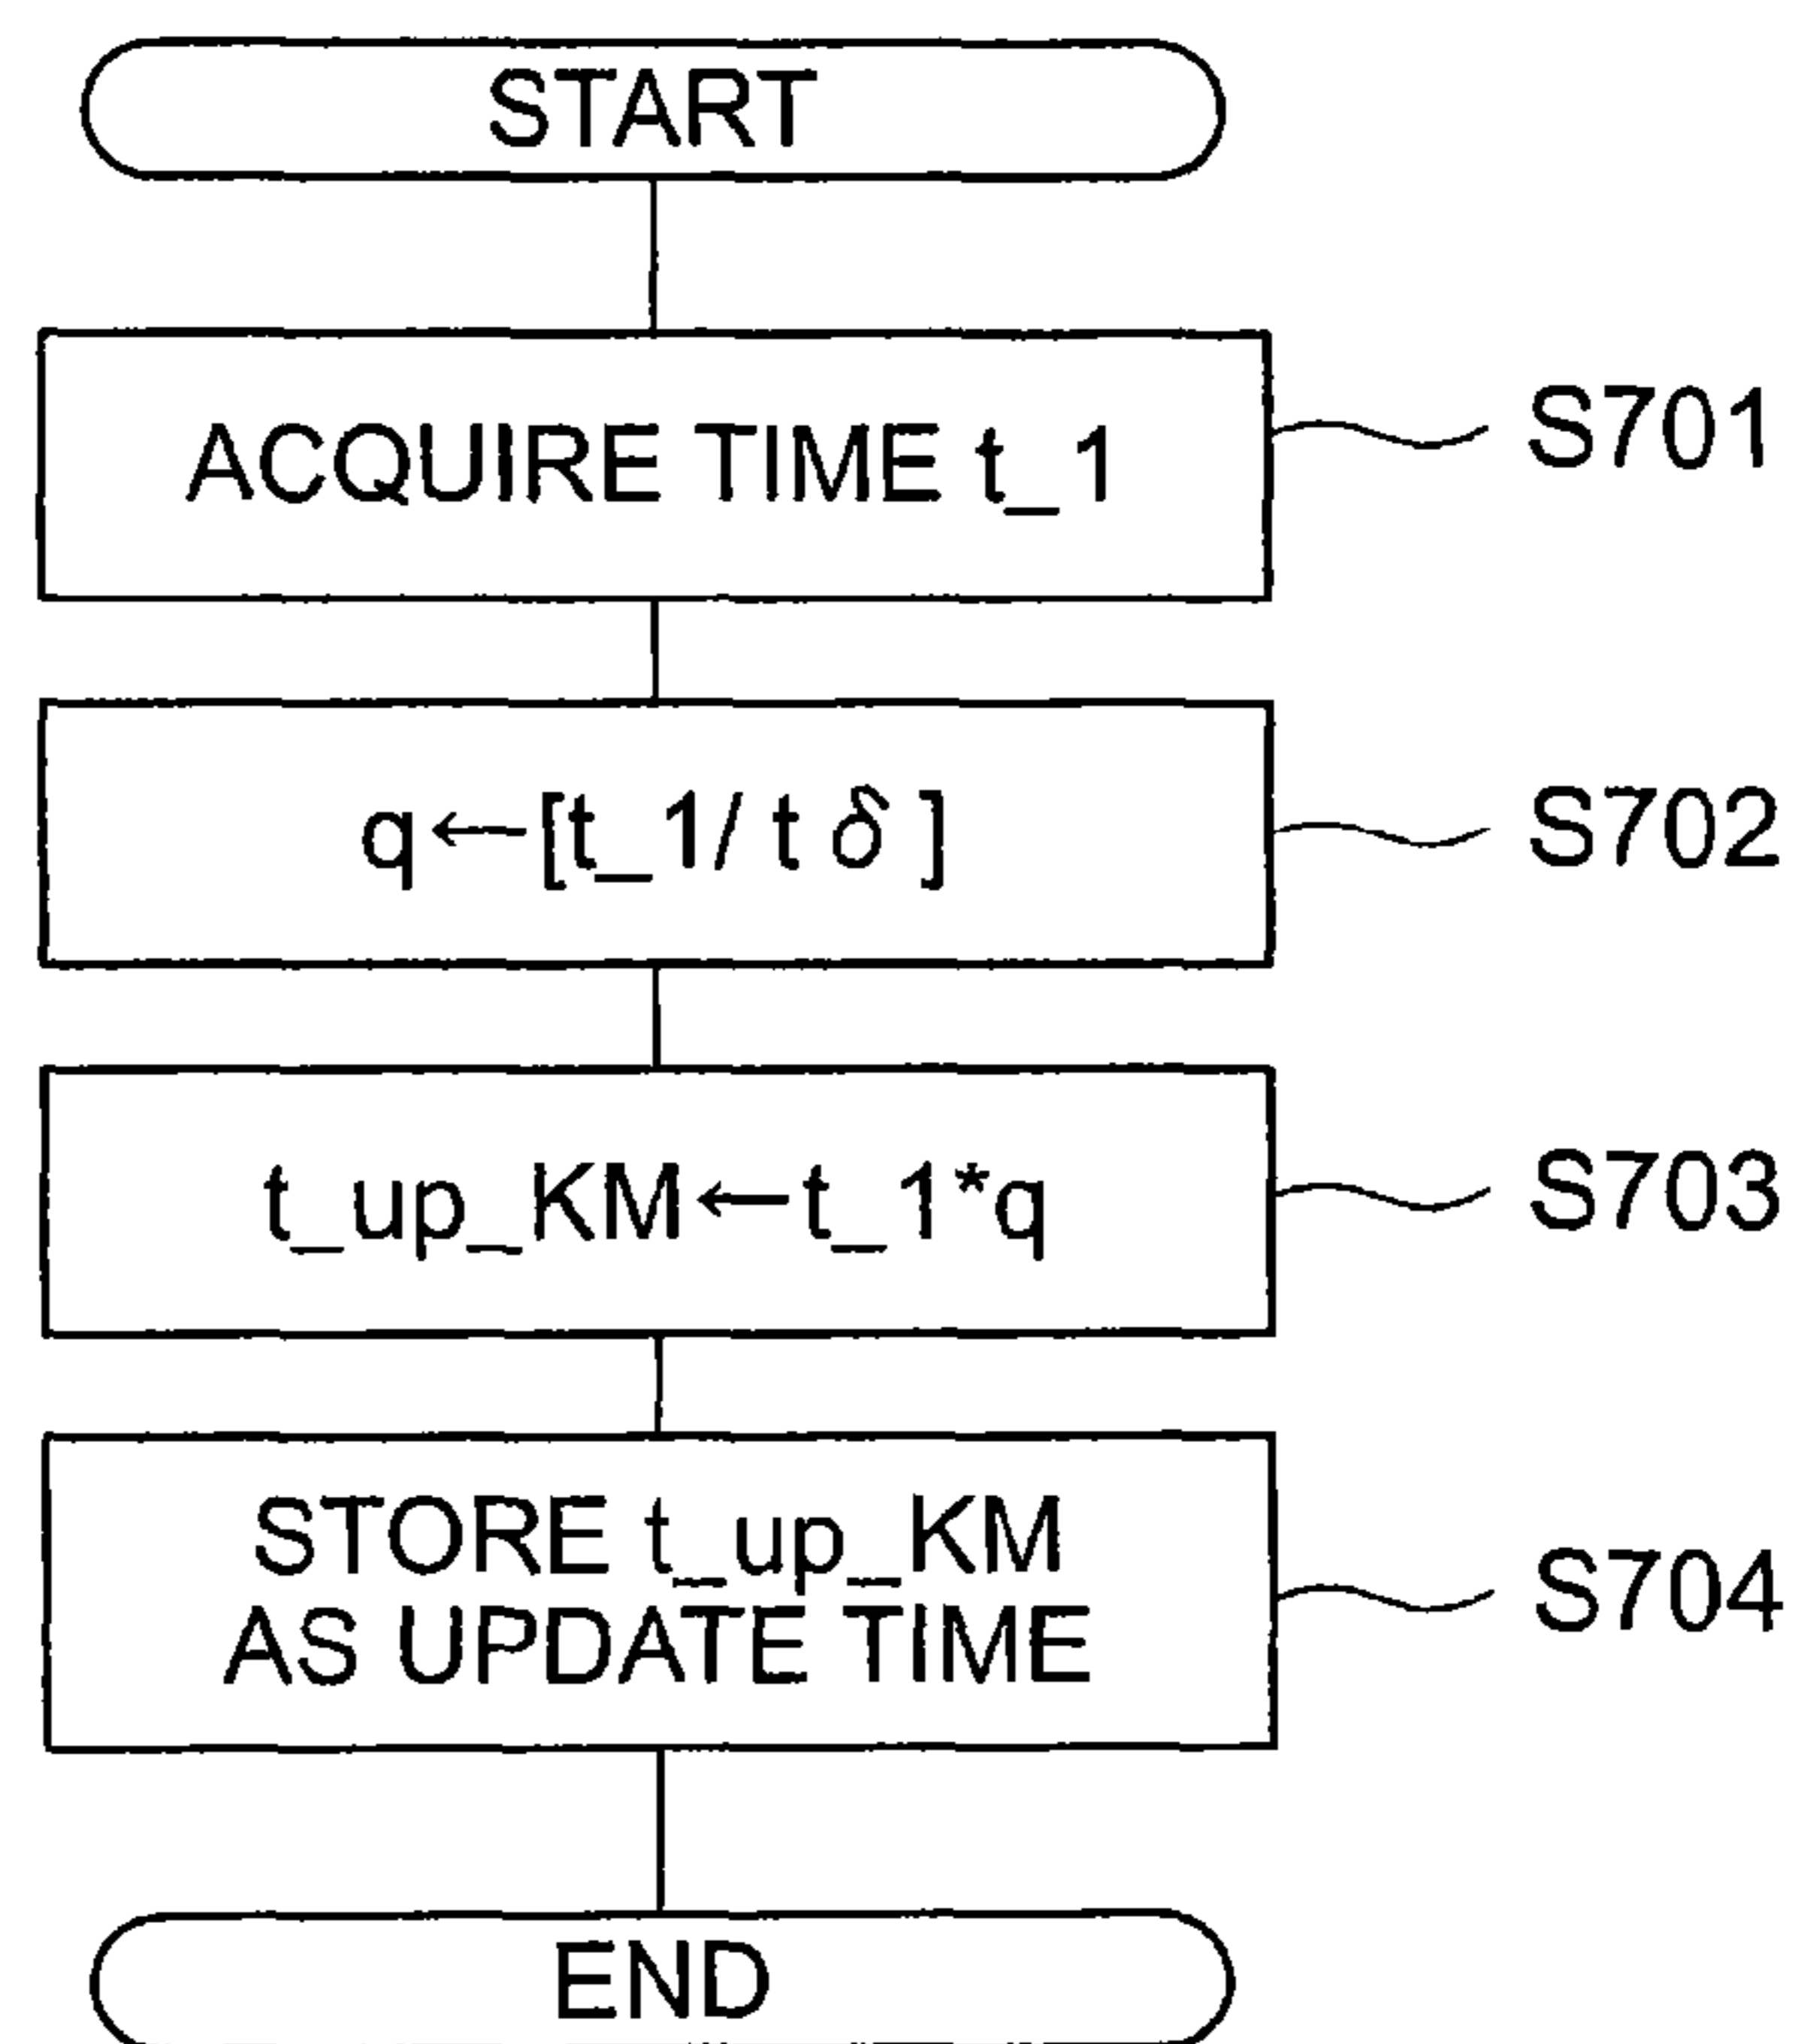 START
ACQUIRE TIME t_1
S701
q←[t_1/ t δ ]
S702
t_up_KM←t_1*q
S703
STORE t_up_KM
AS UPDATE TIME
S704
END